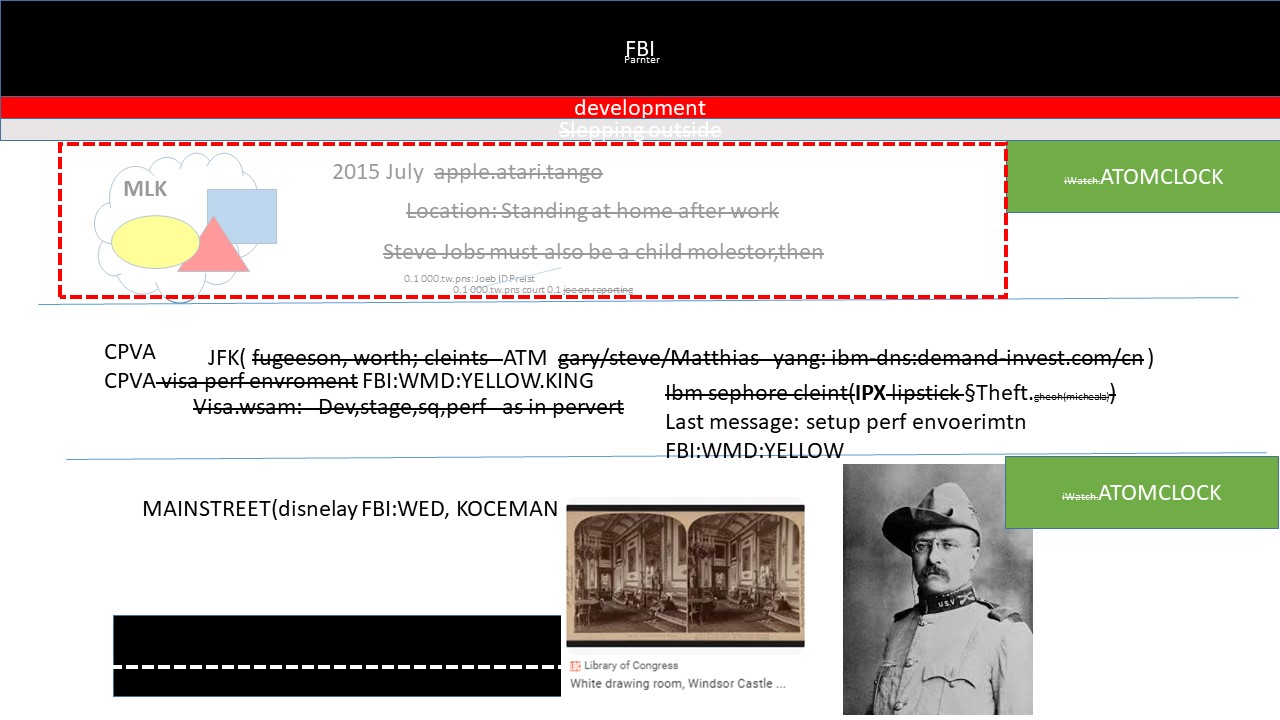 FBI
Parnter
development
Slepping outside
MLK
2015 July apple.atari.tango
iWatch.ATOMCLOCK
Location: Standing at home after work
Steve Jobs must also be a child molestor,then
0.1 000.tw.pns: Joeb ID Preist
0.1 000.tw.pns court 0.1 joe on reporting
CPVA
JFK( fugeeson, worth; cleints ATM gary/steve/Matthias yang: ibm-dns:demand-invest.com/cn )
CPVA visa perf envroment FBI:WMD:YELLOW.KING
Ibm sephore cleint(IPX lipstick §Theft.gheoh(micheala))
Visa.wsam: Dev,stage,sq,perf as in pervert
Last message: setup perf envoerimtn
FBI:WMD:YELLOW
iWatch.ATOMCLOCK
MAINSTREET(disnelay FBI:WED, KOCEMAN
U.S.V
Library of Congress
White drawing room, Windsor Castle ...